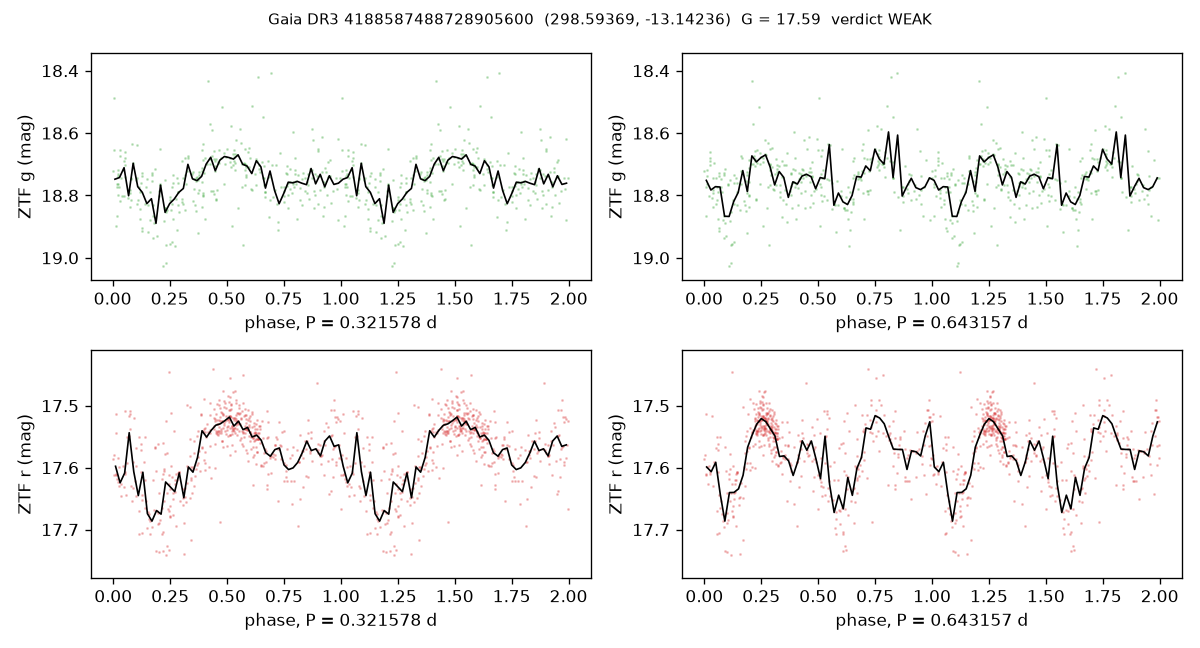 Gaia DR3 4188587488728905600 (298.59369, -13.14236) G = 17.59 verdict WEAK
ZTF g (mag)
18.4
18.6
18.8
19.0
0.00 0.25 0.50 0.75 1.00 1.25 1.50 1.75 2.00
phase, P = 0.321578 d
ZTF g (mag)
18.4
18.6
18.8
19.0
0.00 0.25 0.50 0.75 1.00 1.25 1.50 1.75 2.00
phase, P = 0.643157 d
ZTF r (mag)
17.5
17.6
17.7
0.00 0.25 0.50 0.75 1.00 1.25 1.50 1.75 2.00
phase, P = 0.321578 d
ZTF r (mag)
17.5
17.6
17.7
0.00 0.25 0.50 0.75 1.00 1.25 1.50 1.75 2.00
phase, P = 0.643157 d